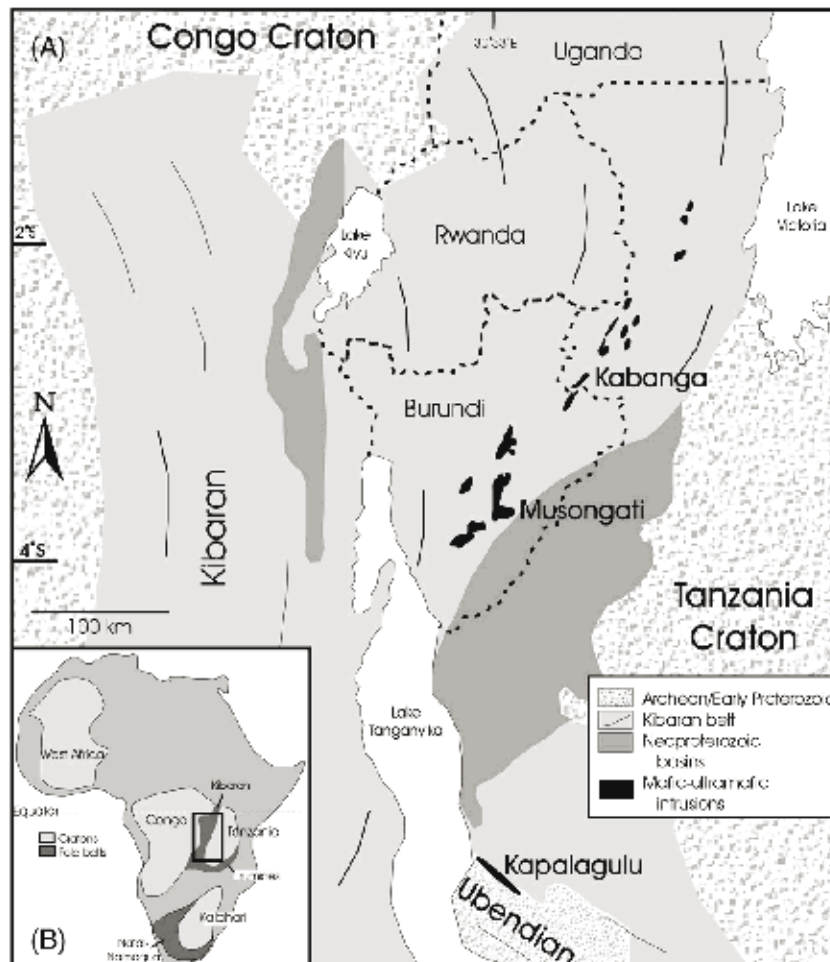 (A)
Congo Craton
Uganda
Lake
Victoria
2°S
Lake
Kivu
Rwanda
Kabanga
N
Burundi
Kibaran
Musongati
4°S
100 km
Tanzania
Craton
Lake
Tanganyika
Archean/Early Proterozoic
Kibaran belt
Neoproterozoic
basins
Mafic-ultramafic
intrusions
Kapalagulu
Ubendian
West Africa
Kibaran
Equator
Congo
Tanzania
Cratons
Fold belts
Kalahari
(B)